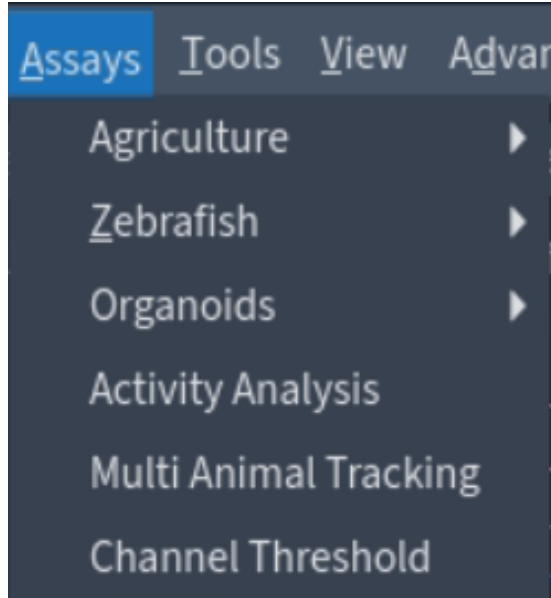 Assays Tools View
Agriculture
Zebrafish
Organoids
Activity Analysis
Multi Animal Tracking
Channel Threshold